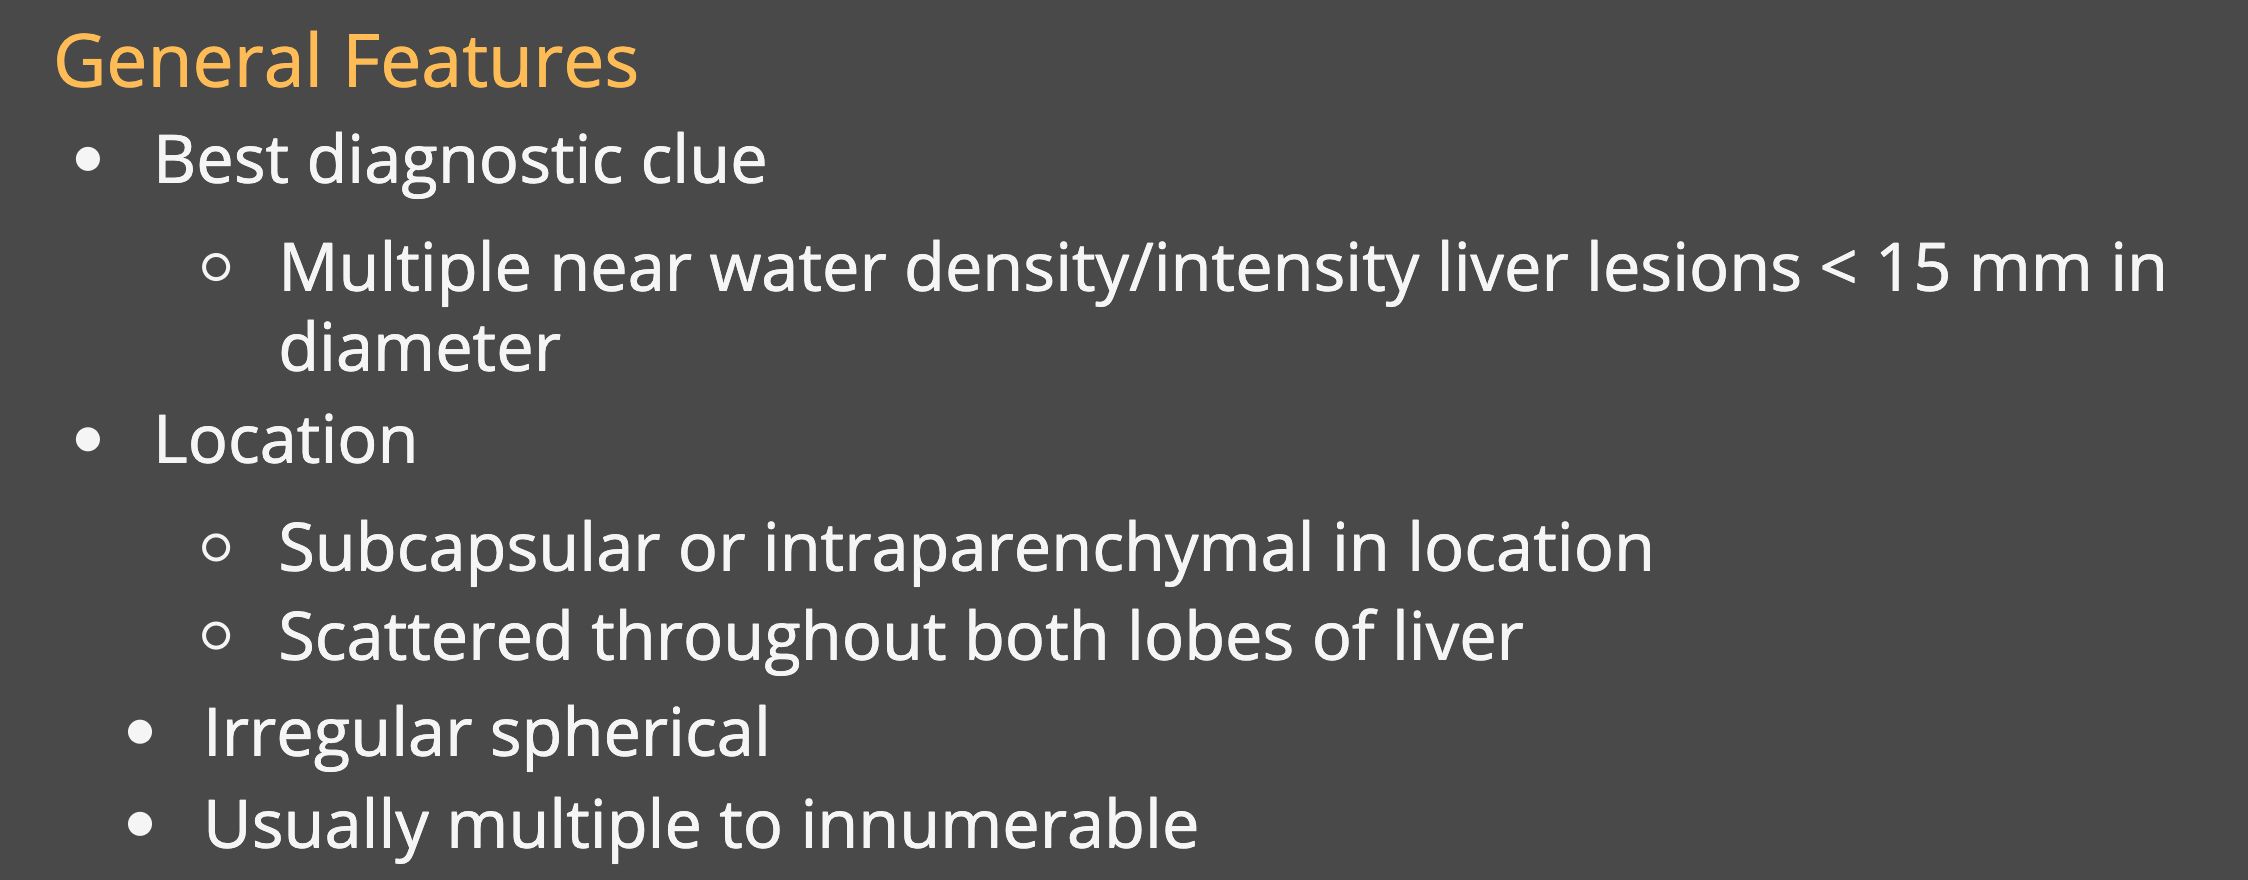 General Features
• Best diagnostic clue
○ Multiple near water density/intensity liver lesions < 15 mm in
diameter
• Location
○ Subcapsular or intraparenchymal in location
○ Scattered throughout both lobes of liver
• Irregular spherical
• Usually multiple to innumerable